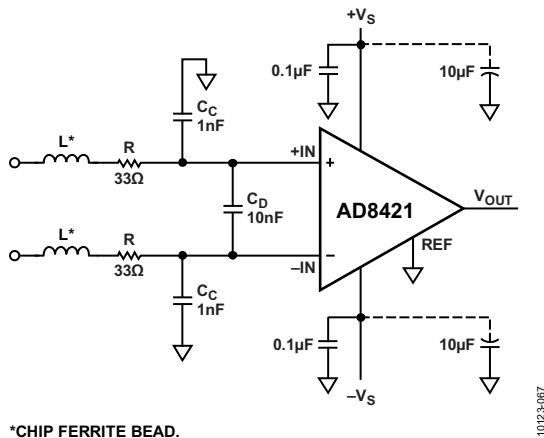 +VS
0.1µF
10µF
CC
1nF
L*
R
33Ω
+IN
+
CD
10nF
AD8421
VOUT
REF
L*
R
33Ω
–
–IN
CC
1nF
0.1µF
10µF
–VS
*CHIP FERRITE BEAD.
10123-067